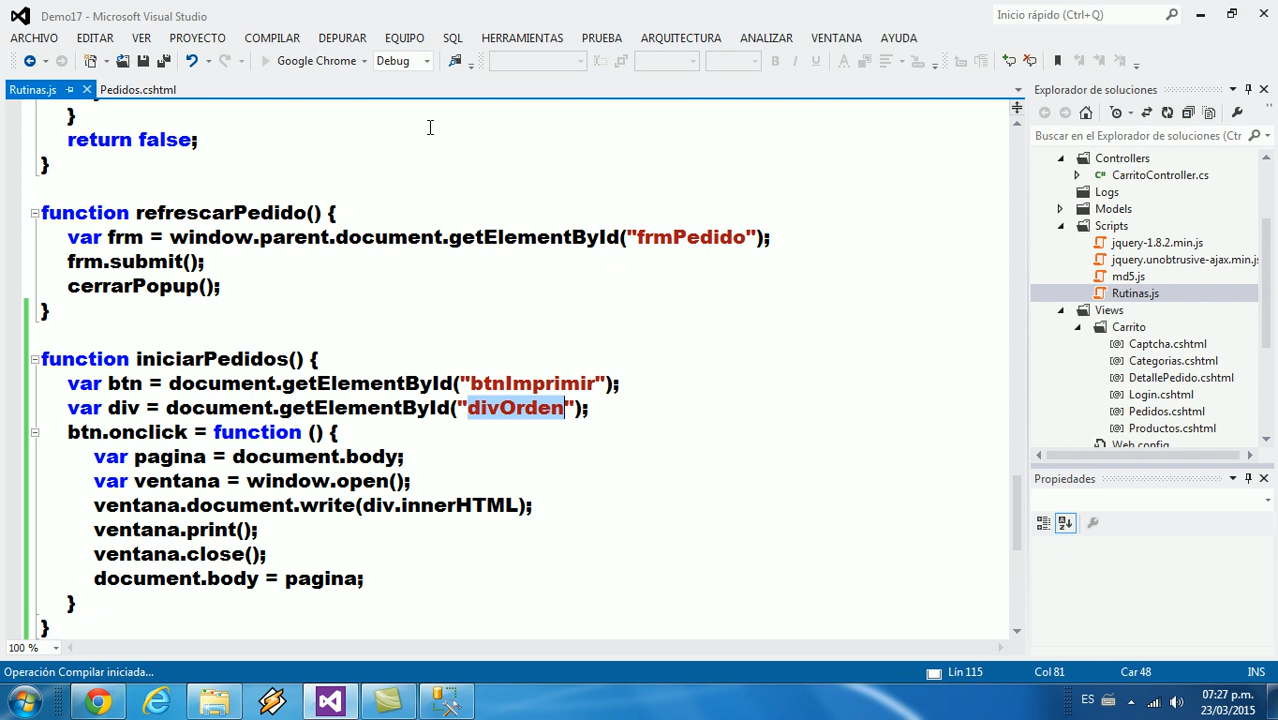 Demo17 - Microsoft Visual Studio
Inicio rápido (Ctrl+Q)
ARCHIVO EDITAR VER PROYECTO COMPILAR DEPURAR EQUIPO SQL HERRAMIENTAS PRUEBA ARQUITECTURA ANALIZAR VENTANA AYUDA
Google Chrome Debug
Rutinas.js Pedidos.cshtml
}
return false;
}
function refrescarPedido() {
var frm = window.parent.document.getElementById("frmPedido");
frm.submit();
cerrarPopup();
}
function iniciarPedidos() {
var btn = document.getElementById("btnImprimir");
var div = document.getElementById("divOrden");
btn.onclick = function () {
var pagina = document.body;
var ventana = window.open();
ventana.document.write(div.innerHTML);
ventana.print();
ventana.close();
document.body = pagina;
}
}
100 %
Explorador de soluciones
Buscar en el Explorador de soluciones (Ctr
Controllers
CarritoController.cs
Logs
Models
Scripts
jquery-1.8.2.min.js
jquery.unobtrusive-ajax.min.js
md5.js
Rutinas.js
Views
Carrito
Captcha.cshtml
Categorias.cshtml
DetallePedido.cshtml
Login.cshtml
Pedidos.cshtml
Productos.cshtml
Web.config
Propiedades
Operación Compilar iniciada... Lín 115 Col 81 Car 48 INS
ES 07:27 p.m.
23/03/2015